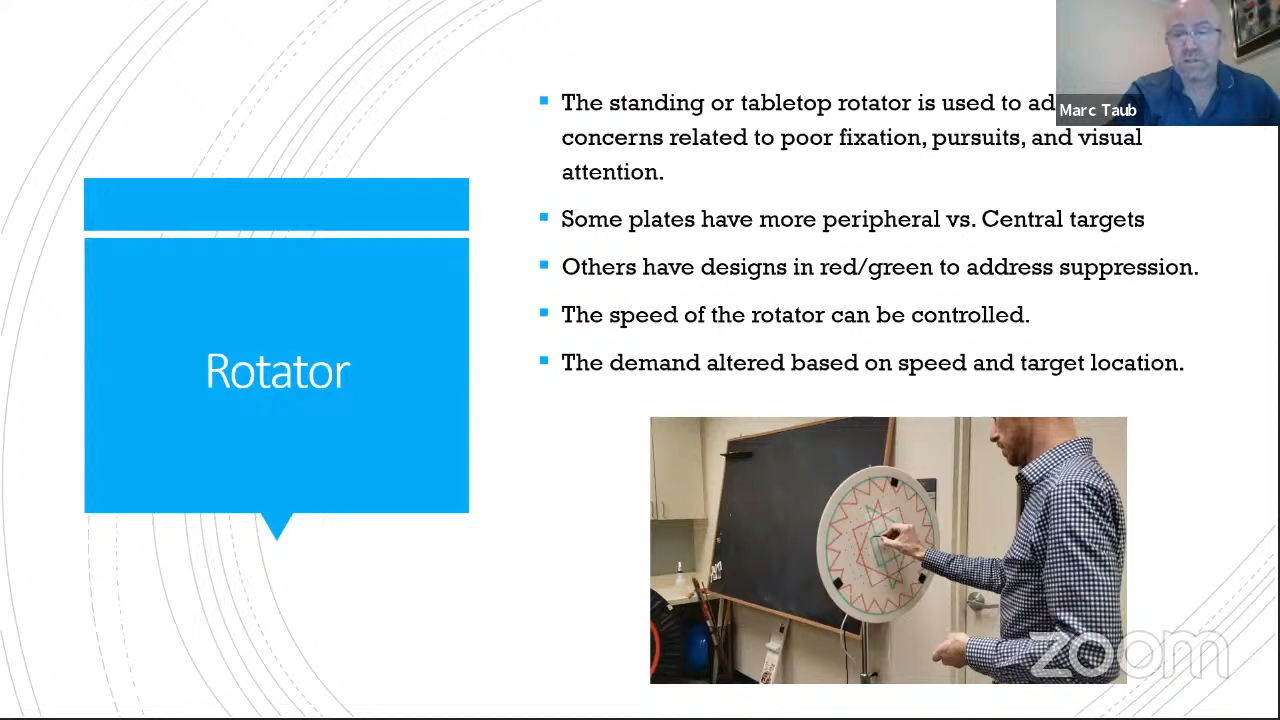 Marc Taub
The standing or tabletop rotator is used to
concerns related to poor fixation, pursuits, and visual
attention.
Some plates have more peripheral vs. Central targets
Others have designs in red/green to address suppression.
The speed of the rotator can be controlled.
The demand altered based on speed and target location.
Rotator
zoom